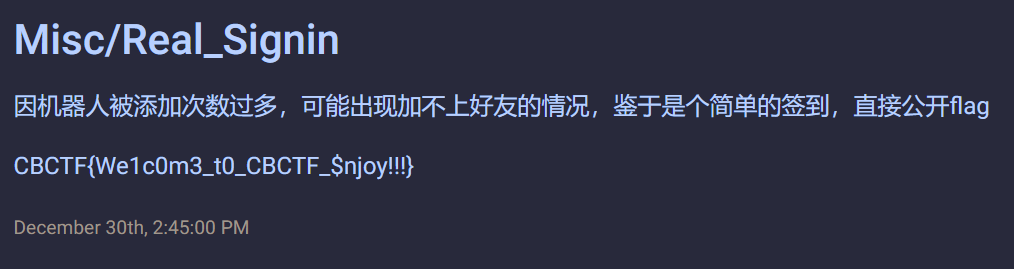 Misc/Real_Signin
因机器人被添加次数过多，可能出现加不上好友的情况，鉴于是个简单的签到，直接公开flag
CBCTF{We1c0m3_t0_CBCTF_$njoy!!!}
December 30th, 2:45:00 PM